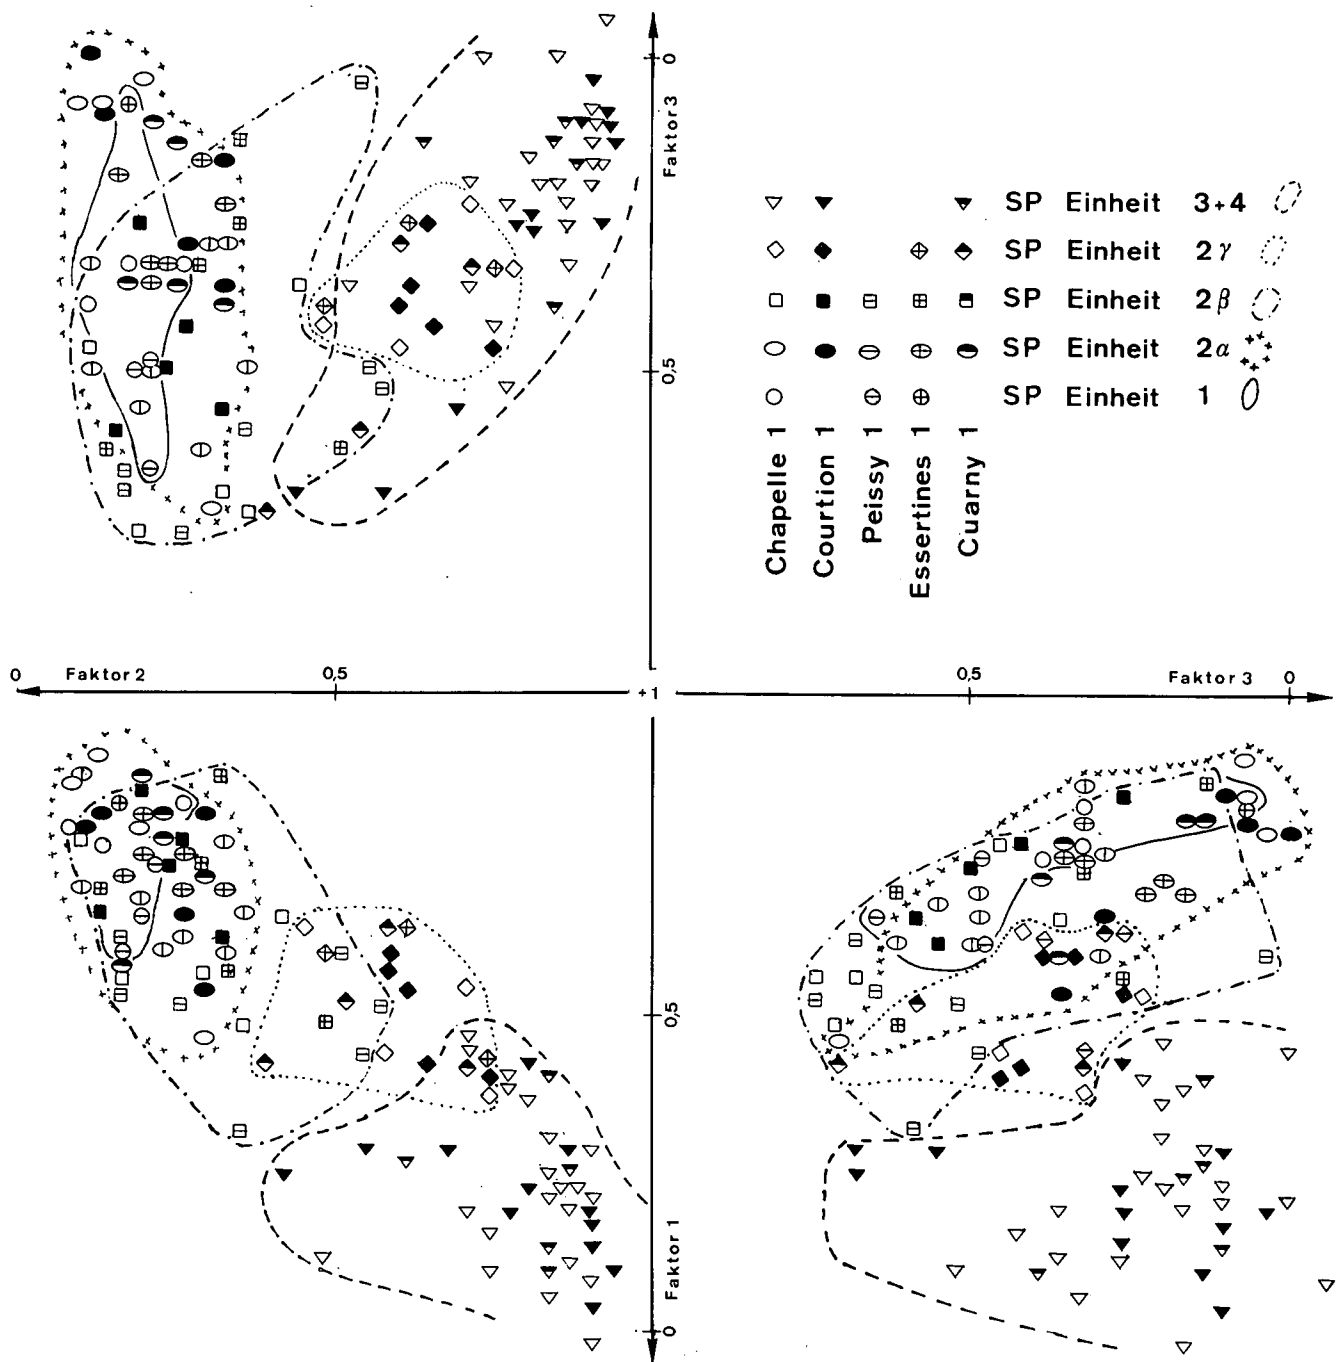 0
Faktor 3
0,5
SP Einheit 3+4
SP Einheit 2γ
SP Einheit 2β
SP Einheit 2α
SP Einheit 1
Chapelle 1
Courtion 1
Peissy 1
Essertines 1
Cuarny 1
0 Faktor 2 0,5 +1 0,5 Faktor 3 0
0,5
Faktor 1
0